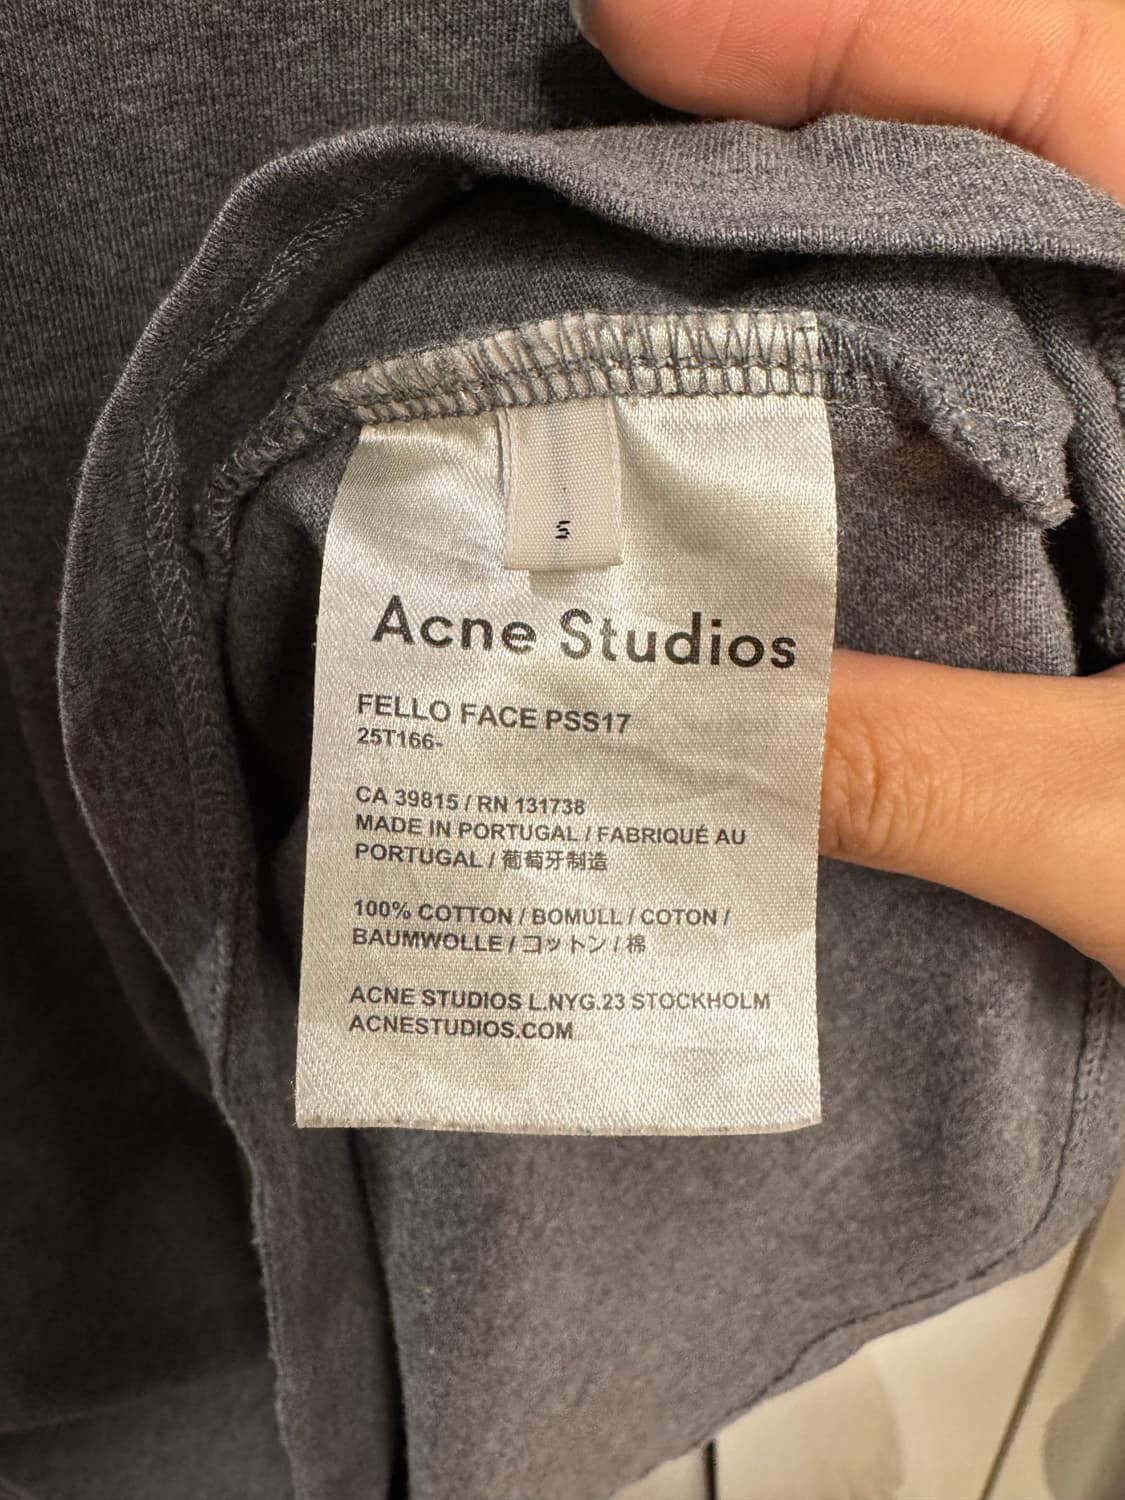 S
Acne Studios
FELLO FACE PSS17
25T166-
CA 39815 / RN 131738
MADE IN PORTUGAL / FABRIQUÉ AU
PORTUGAL / 葡萄牙制造
100% COTTON / BOMULL / COTON /
BAUMWOLLE / コットン / 棉
ACNE STUDIOS L.NYG.23 STOCKHOLM
ACNESTUDIOS.COM